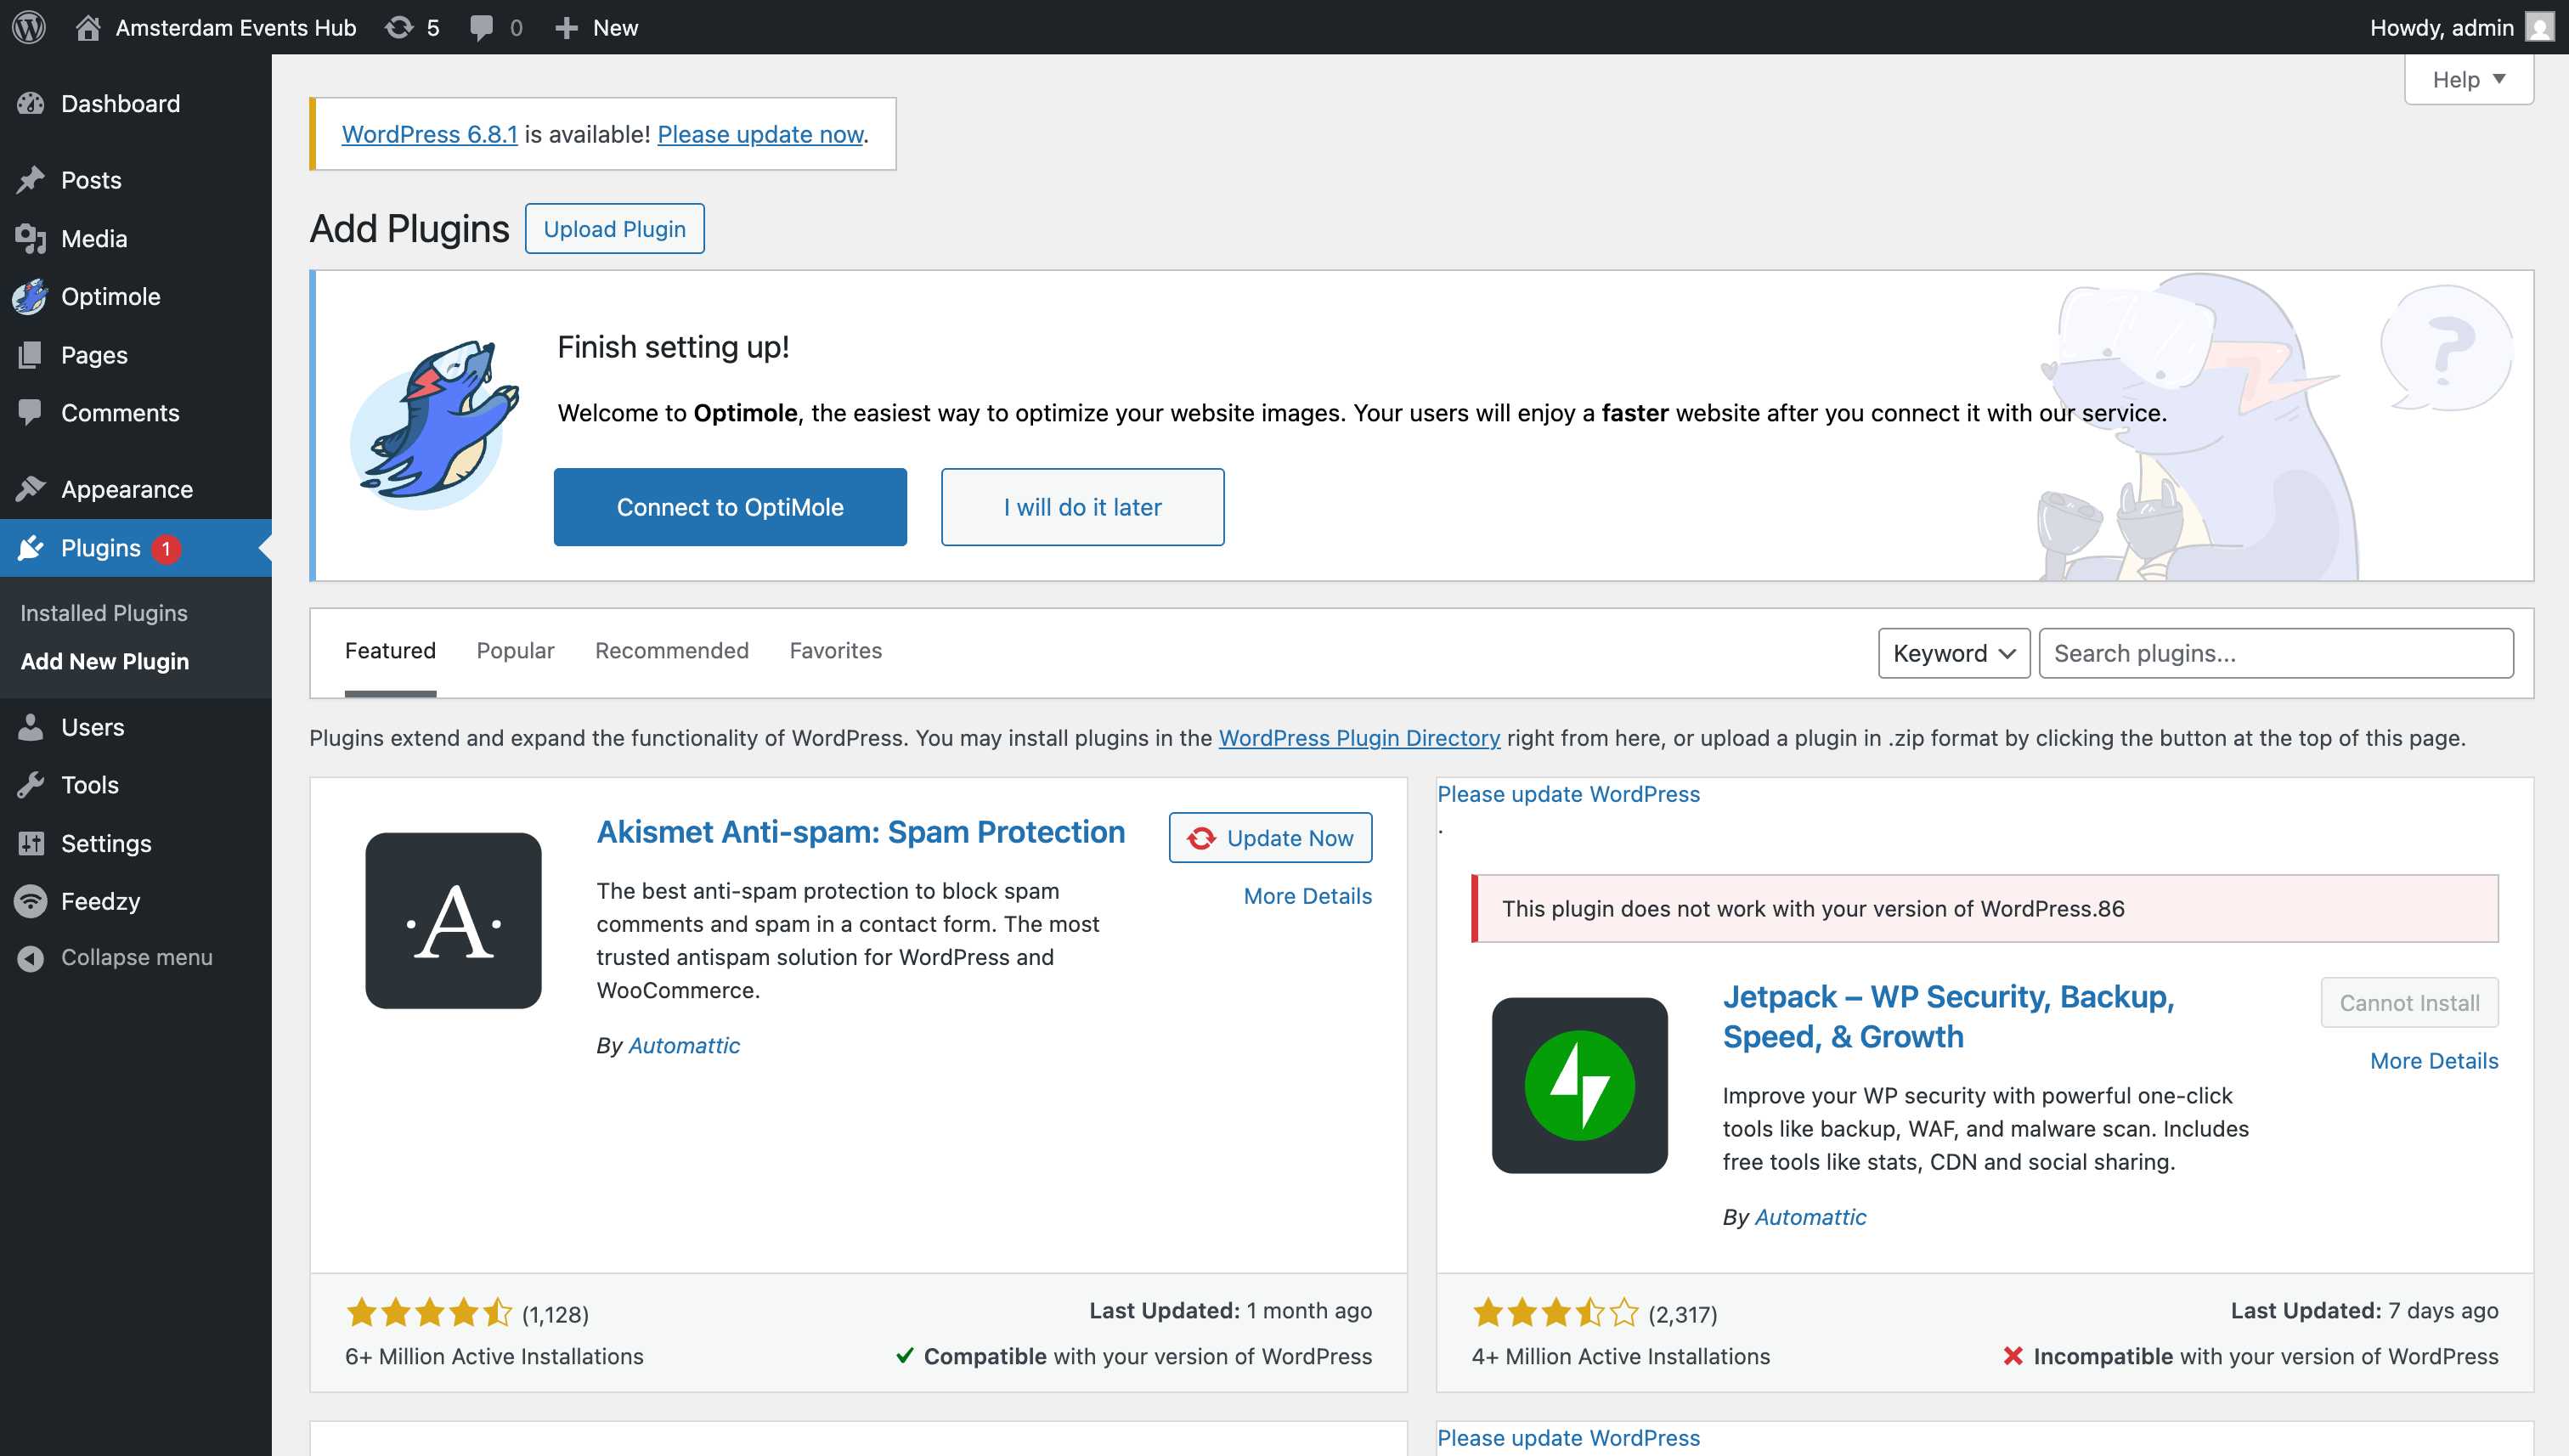 Amsterdam Events Hub
5
0
New
Howdy, admin
Help
Dashboard
Posts
Media
Optimole
Pages
Comments
Appearance
Plugins 1
Installed Plugins
Add New Plugin
Users
Tools
Settings
Feedzy
Collapse menu
WordPress 6.8.1 is available! Please update now.
Add Plugins
Upload Plugin
Finish setting up!
Welcome to Optimole, the easiest way to optimize your website images. Your users will enjoy a faster website after you connect it with our service.
Connect to OptiMole
I will do it later
?
Featured
Popular
Recommended
Favorites
Keyword
Search plugins...
Plugins extend and expand the functionality of WordPress. You may install plugins in the WordPress Plugin Directory right from here, or upload a plugin in .zip format by clicking the button at the top of this page.
·A·
Akismet Anti-spam: Spam Protection
Update Now
More Details
The best anti-spam protection to block spam
comments and spam in a contact form. The most
trusted antispam solution for WordPress and
WooCommerce.
By Automattic
(1,128)
6+ Million Active Installations
Last Updated: 1 month ago
Compatible with your version of WordPress
Please update WordPress
.
This plugin does not work with your version of WordPress.86
Jetpack – WP Security, Backup,
Speed, & Growth
Cannot Install
More Details
Improve your WP security with powerful one-click
tools like backup, WAF, and malware scan. Includes
free tools like stats, CDN and social sharing.
By Automattic
(2,317)
4+ Million Active Installations
Last Updated: 7 days ago
Incompatible with your version of WordPress
Please update WordPress